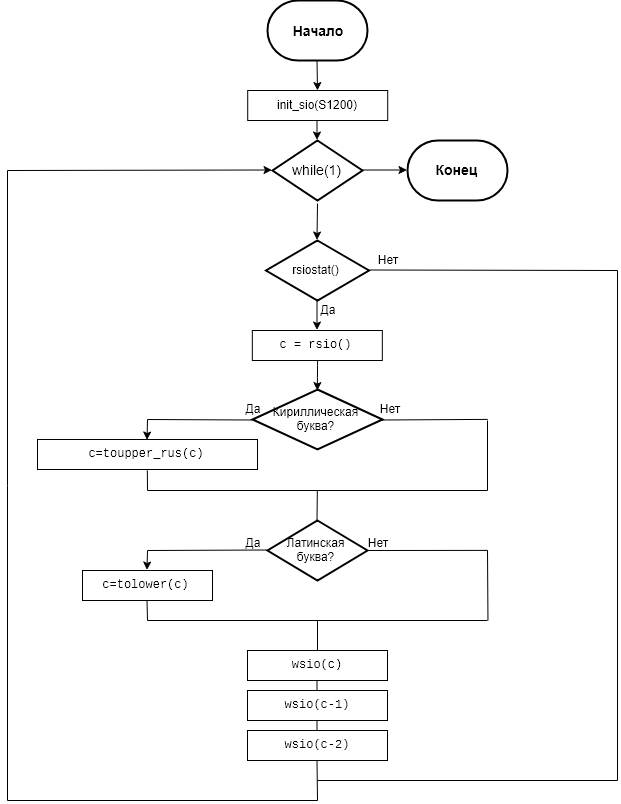 Начало
init_sio(S1200)
while(1)
Конец
rsiostat()
Нет
Да
c = rsio()
Да
Кириллическая
буква?
Нет
c=toupper_rus(c)
Да
Латинская
буква?
Нет
c=tolower(c)
wsio(c)
wsio(c-1)
wsio(c-2)